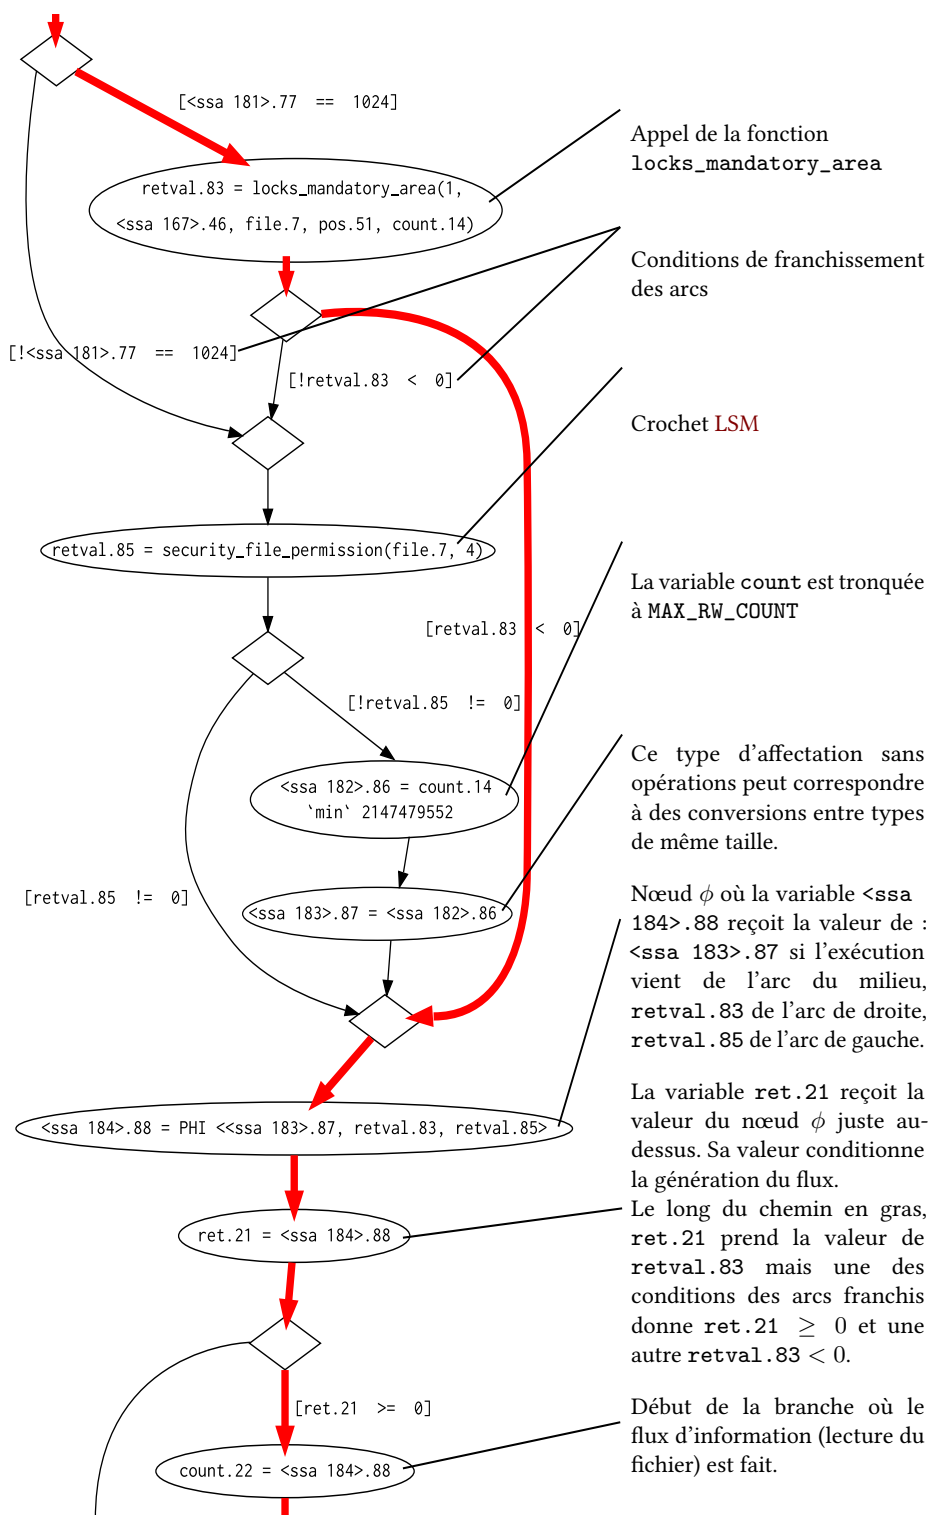 [<ssa 181>.77 == 1024]
Appel de la fonction
locks_mandatory_area
retval.83 = locks_mandatory_area(1,
<ssa 167>.46, file.7, pos.51, count.14)
Conditions de franchissement
des arcs
[!<ssa 181>.77 == 1024]
[!retval.83 < 0]
Crochet LSM
retval.85 = security_file_permission(file.7, 4)
La variable count est tronquée
à MAX_RW_COUNT
[retval.83 < 0]
[!retval.85 != 0]
Ce type d'affectation sans
opérations peut correspondre
à des conversions entre types
de même taille.
<ssa 182>.86 = count.14
`min` 2147479552
[retval.85 != 0]
<ssa 183>.87 = <ssa 182>.86
Nœud ϕ où la variable <ssa
184>.88 reçoit la valeur de :
<ssa 183>.87 si l'exécution
vient de l'arc du milieu,
retval.83 de l'arc de droite,
retval.85 de l'arc de gauche.
<ssa 184>.88 = PHI <<ssa 183>.87, retval.83, retval.85>
La variable ret.21 reçoit la
valeur du nœud ϕ juste au-
dessus. Sa valeur conditionne
la génération du flux.
Le long du chemin en gras,
ret.21 prend la valeur de
retval.83 mais une des
conditions des arcs franchis
donne ret.21 ≥ 0 et une
autre retval.83 < 0.
ret.21 = <ssa 184>.88
[ret.21 >= 0]
Début de la branche où le
flux d'information (lecture du
fichier) est fait.
count.22 = <ssa 184>.88